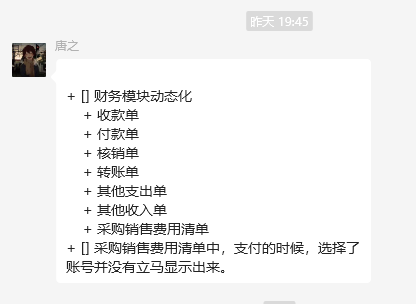 昨天 19:45
唐之
+ [] 财务模块动态化
+ 收款单
+ 付款单
+ 核销单
+ 转账单
+ 其他支出单
+ 其他收入单
+ 采购销售费用清单
+ [] 采购销售费用清单中，支付的时候，选择了
账号并没有立马显示出来。